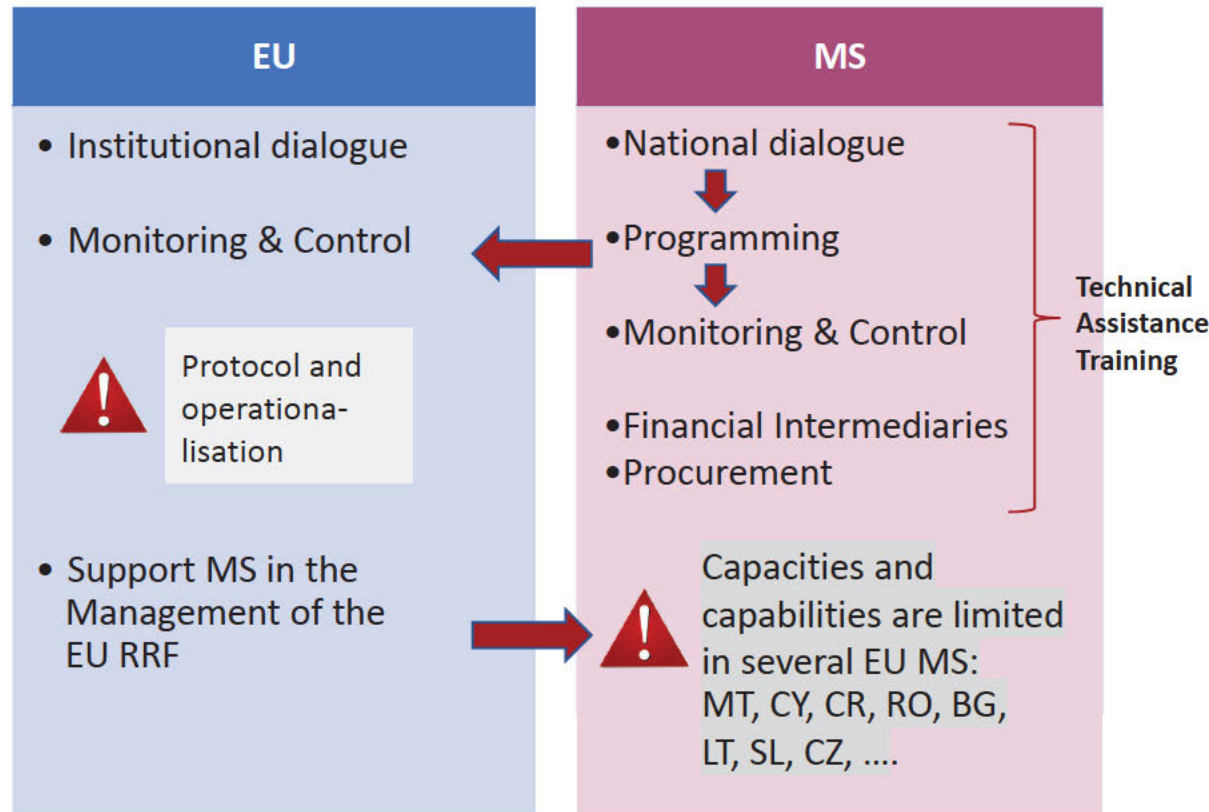 EU
• Institutional dialogue
• Monitoring & Control
Protocol and
operationa-
lisation
• Support MS in the
Management of the
EU RRF
MS
•National dialogue
•Programming
•Monitoring & Control
•Financial Intermediaries
•Procurement
Technical
Assistance
Training
Capacities and
capabilities are limited
in several EU MS:
MT, CY, CR, RO, BG,
LT, SL, CZ, ....